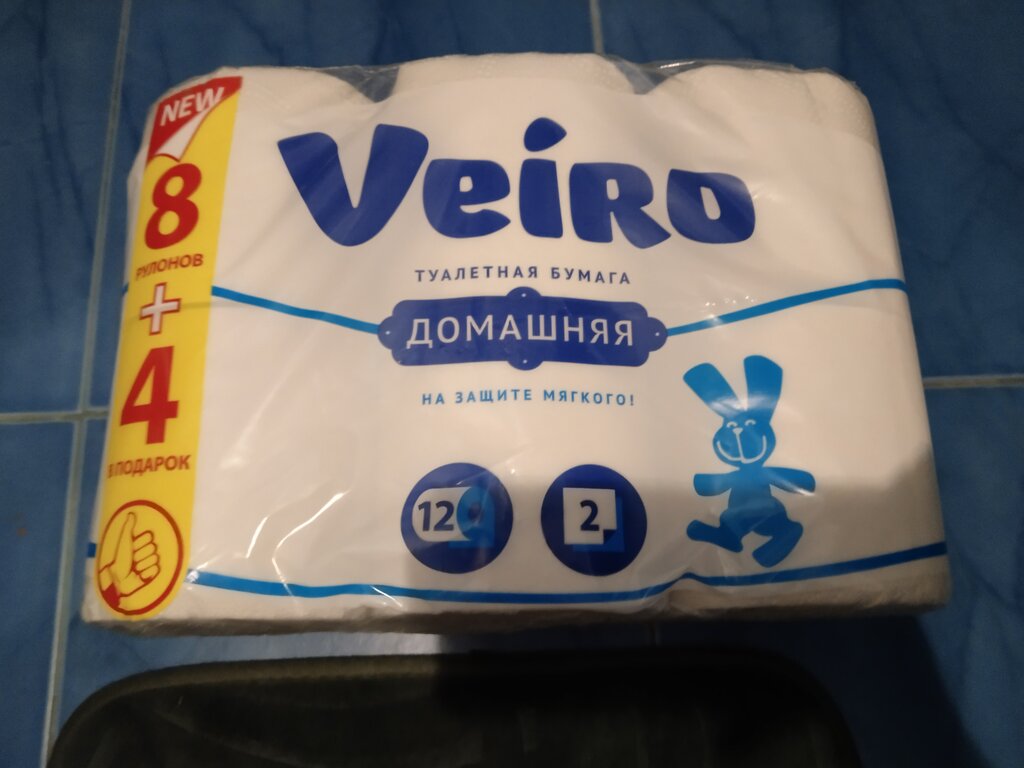 NEW
8
РУЛОНОВ
+
4
В ПОДАРОК
Veiro
ТУАЛЕТНАЯ БУМАГА
ДОМАШНЯЯ
НА ЗАЩИТЕ МЯГКОГО!
12
2